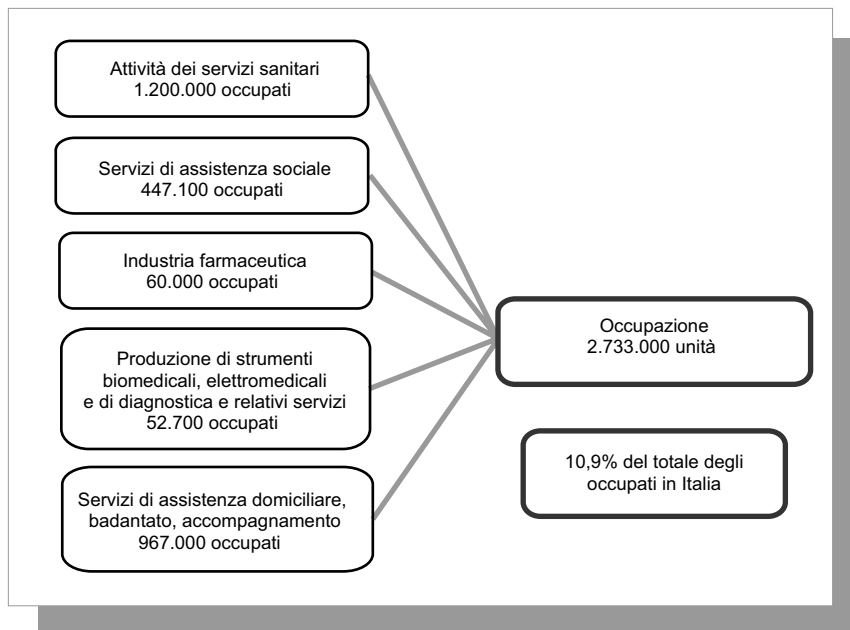 Attività dei servizi sanitari
1.200.000 occupati
Servizi di assistenza sociale
447.100 occupati
Industria farmaceutica
60.000 occupati
Produzione di strumenti
biomedicali, elettromedicali
e di diagnostica e relativi servizi
52.700 occupati
Servizi di assistenza domiciliare,
badantato, accompagnamento
967.000 occupati
Occupazione
2.733.000 unità
10,9% del totale degli
occupati in Italia